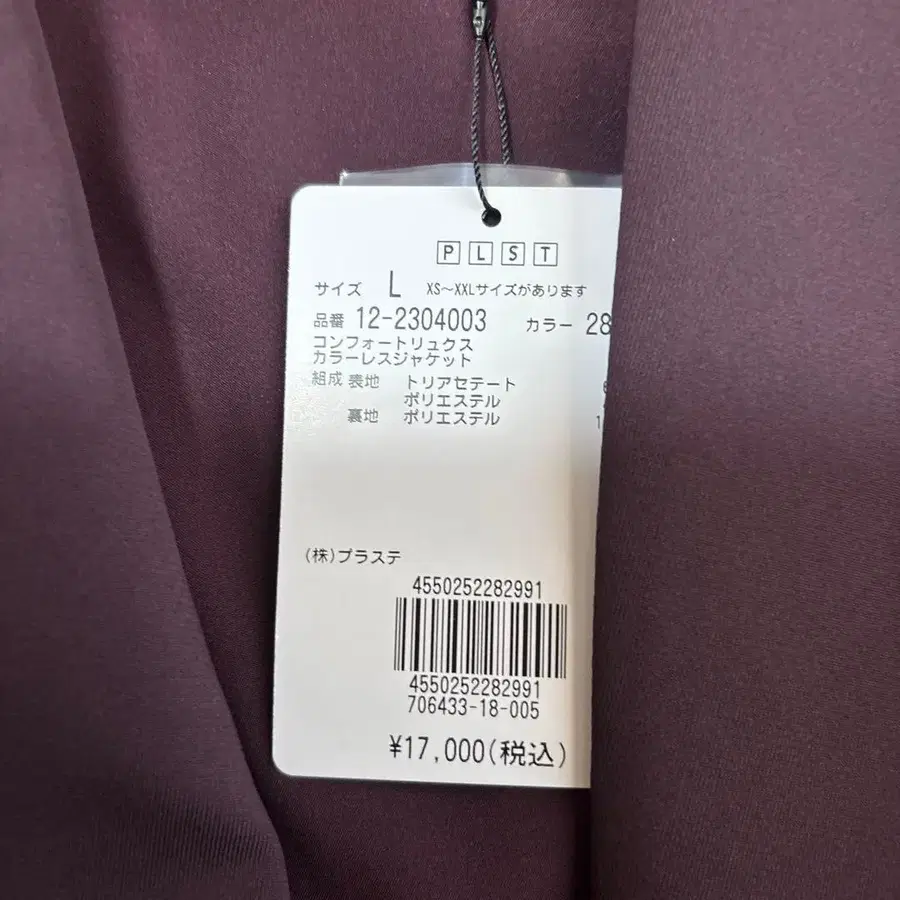 PLST
サイズ L XS～XXLサイズがあります
品番 12-2304003 カラー 28
コンフォートリュクス
カラーレスジャケット
組成 表地 トリアセテート
ポリエステル
裏地 ポリエステル
(株)プラステ
4550252282991
4550252282991
706433-18-005
¥17,000(税込)